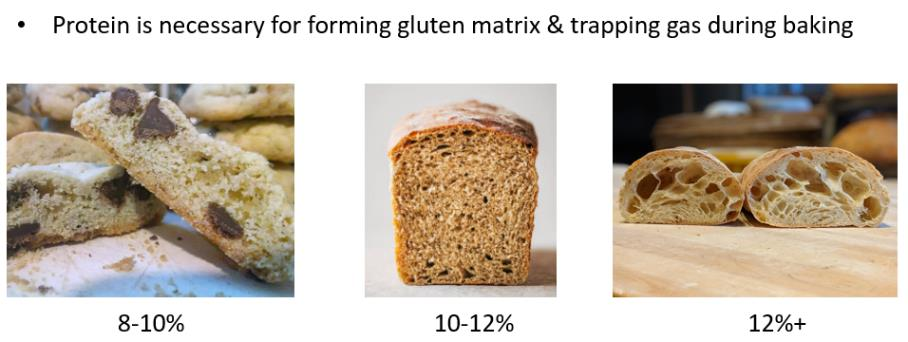 • Protein is necessary for forming gluten matrix & trapping gas during baking
8-10%
10-12%
12%+